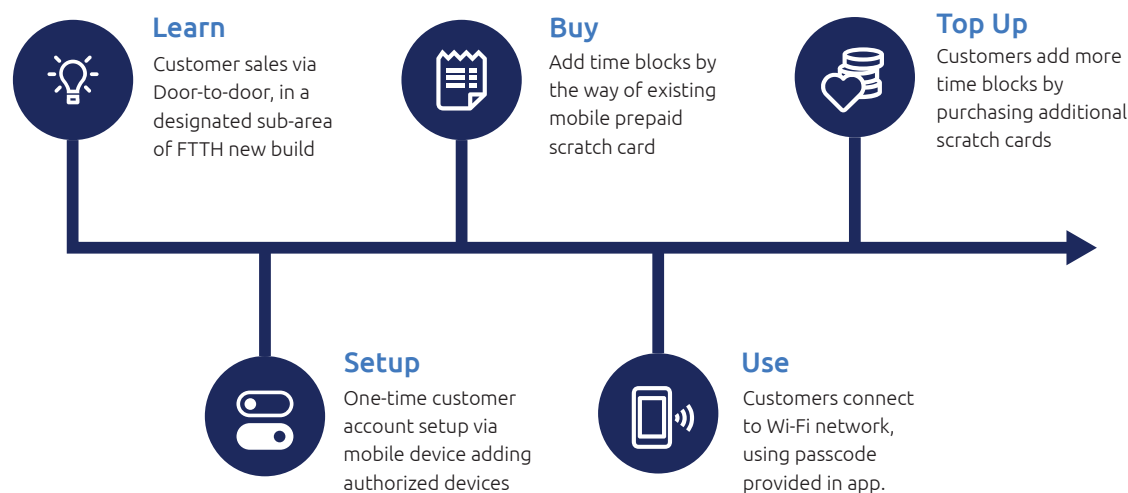 Learn
Customer sales via
Door-to-door, in a
designated sub-area
of FTTH new build
Setup
One-time customer
account setup via
mobile device adding
authorized devices
Buy
Add time blocks by
the way of existing
mobile prepaid
scratch card
Use
Customers connect
to Wi-Fi network,
using passcode
provided in app.
Top Up
Customers add more
time blocks by
purchasing additional
scratch cards